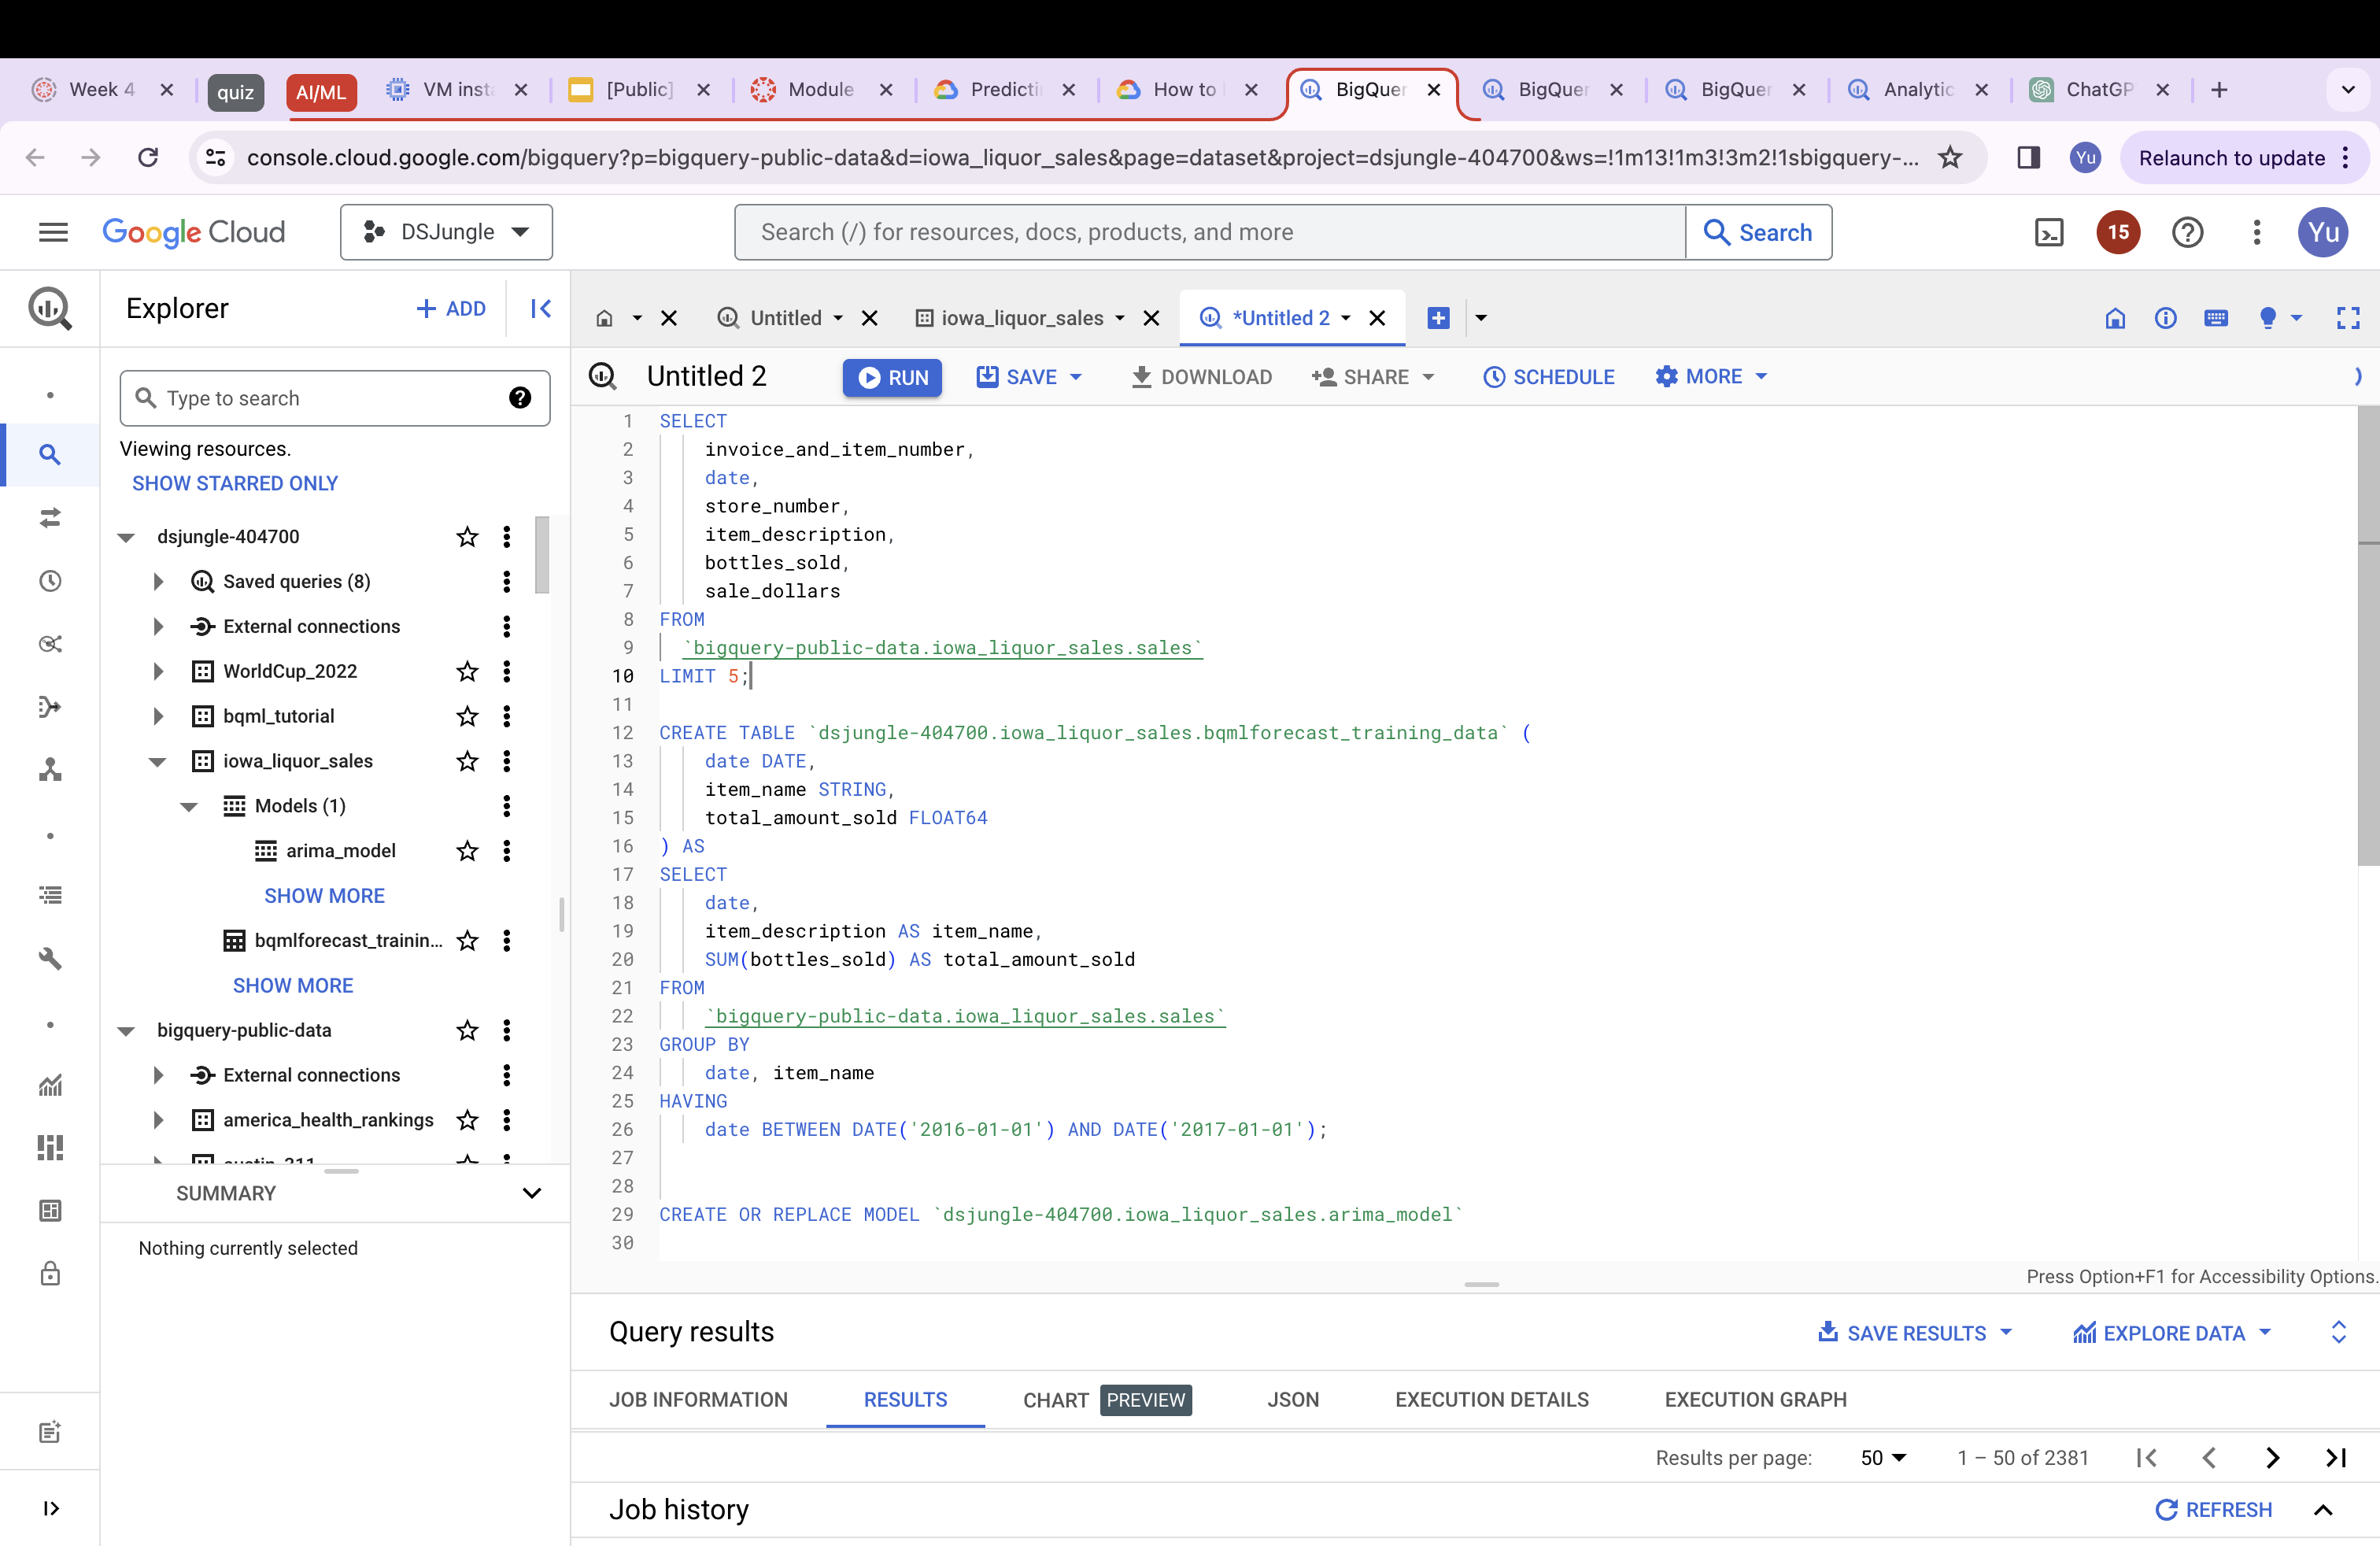 Week 4 quiz AI/ML VM inst [Public] Module Predicti How to BigQuer BigQuer BigQuer Analytic ChatGP
console.cloud.google.com/bigquery?p=bigquery-public-data&d=iowa_liquor_sales&page=dataset&project=dsjungle-404700&ws=!1m13!1m3!3m2!1sbigquery-... Yu Relaunch to update
Google Cloud DSJungle Search (/) for resources, docs, products, and more Search 15 Yu
Explorer + ADD
Untitled iowa_liquor_sales *Untitled 2
Untitled 2 RUN SAVE DOWNLOAD SHARE SCHEDULE MORE
Type to search
Viewing resources.
SHOW STARRED ONLY
dsjungle-404700
Saved queries (8)
External connections
WorldCup_2022
bqml_tutorial
iowa_liquor_sales
Models (1)
arima_model
SHOW MORE
bqmlforecast_trainin...
SHOW MORE
bigquery-public-data
External connections
america_health_rankings
austin_311
SUMMARY
Nothing currently selected
1 SELECT
2 invoice_and_item_number,
3 date,
4 store_number,
5 item_description,
6 bottles_sold,
7 sale_dollars
8 FROM
9 `bigquery-public-data.iowa_liquor_sales.sales`
10 LIMIT 5;
11
12 CREATE TABLE `dsjungle-404700.iowa_liquor_sales.bqmlforecast_training_data` (
13 date DATE,
14 item_name STRING,
15 total_amount_sold FLOAT64
16 ) AS
17 SELECT
18 date,
19 item_description AS item_name,
20 SUM(bottles_sold) AS total_amount_sold
21 FROM
22 `bigquery-public-data.iowa_liquor_sales.sales`
23 GROUP BY
24 date, item_name
25 HAVING
26 date BETWEEN DATE('2016-01-01') AND DATE('2017-01-01');
27
28
29 CREATE OR REPLACE MODEL `dsjungle-404700.iowa_liquor_sales.arima_model`
30
Press Option+F1 for Accessibility Options.
Query results SAVE RESULTS EXPLORE DATA
JOB INFORMATION RESULTS CHART PREVIEW JSON EXECUTION DETAILS EXECUTION GRAPH
Results per page: 50 1 – 50 of 2381
Job history REFRESH